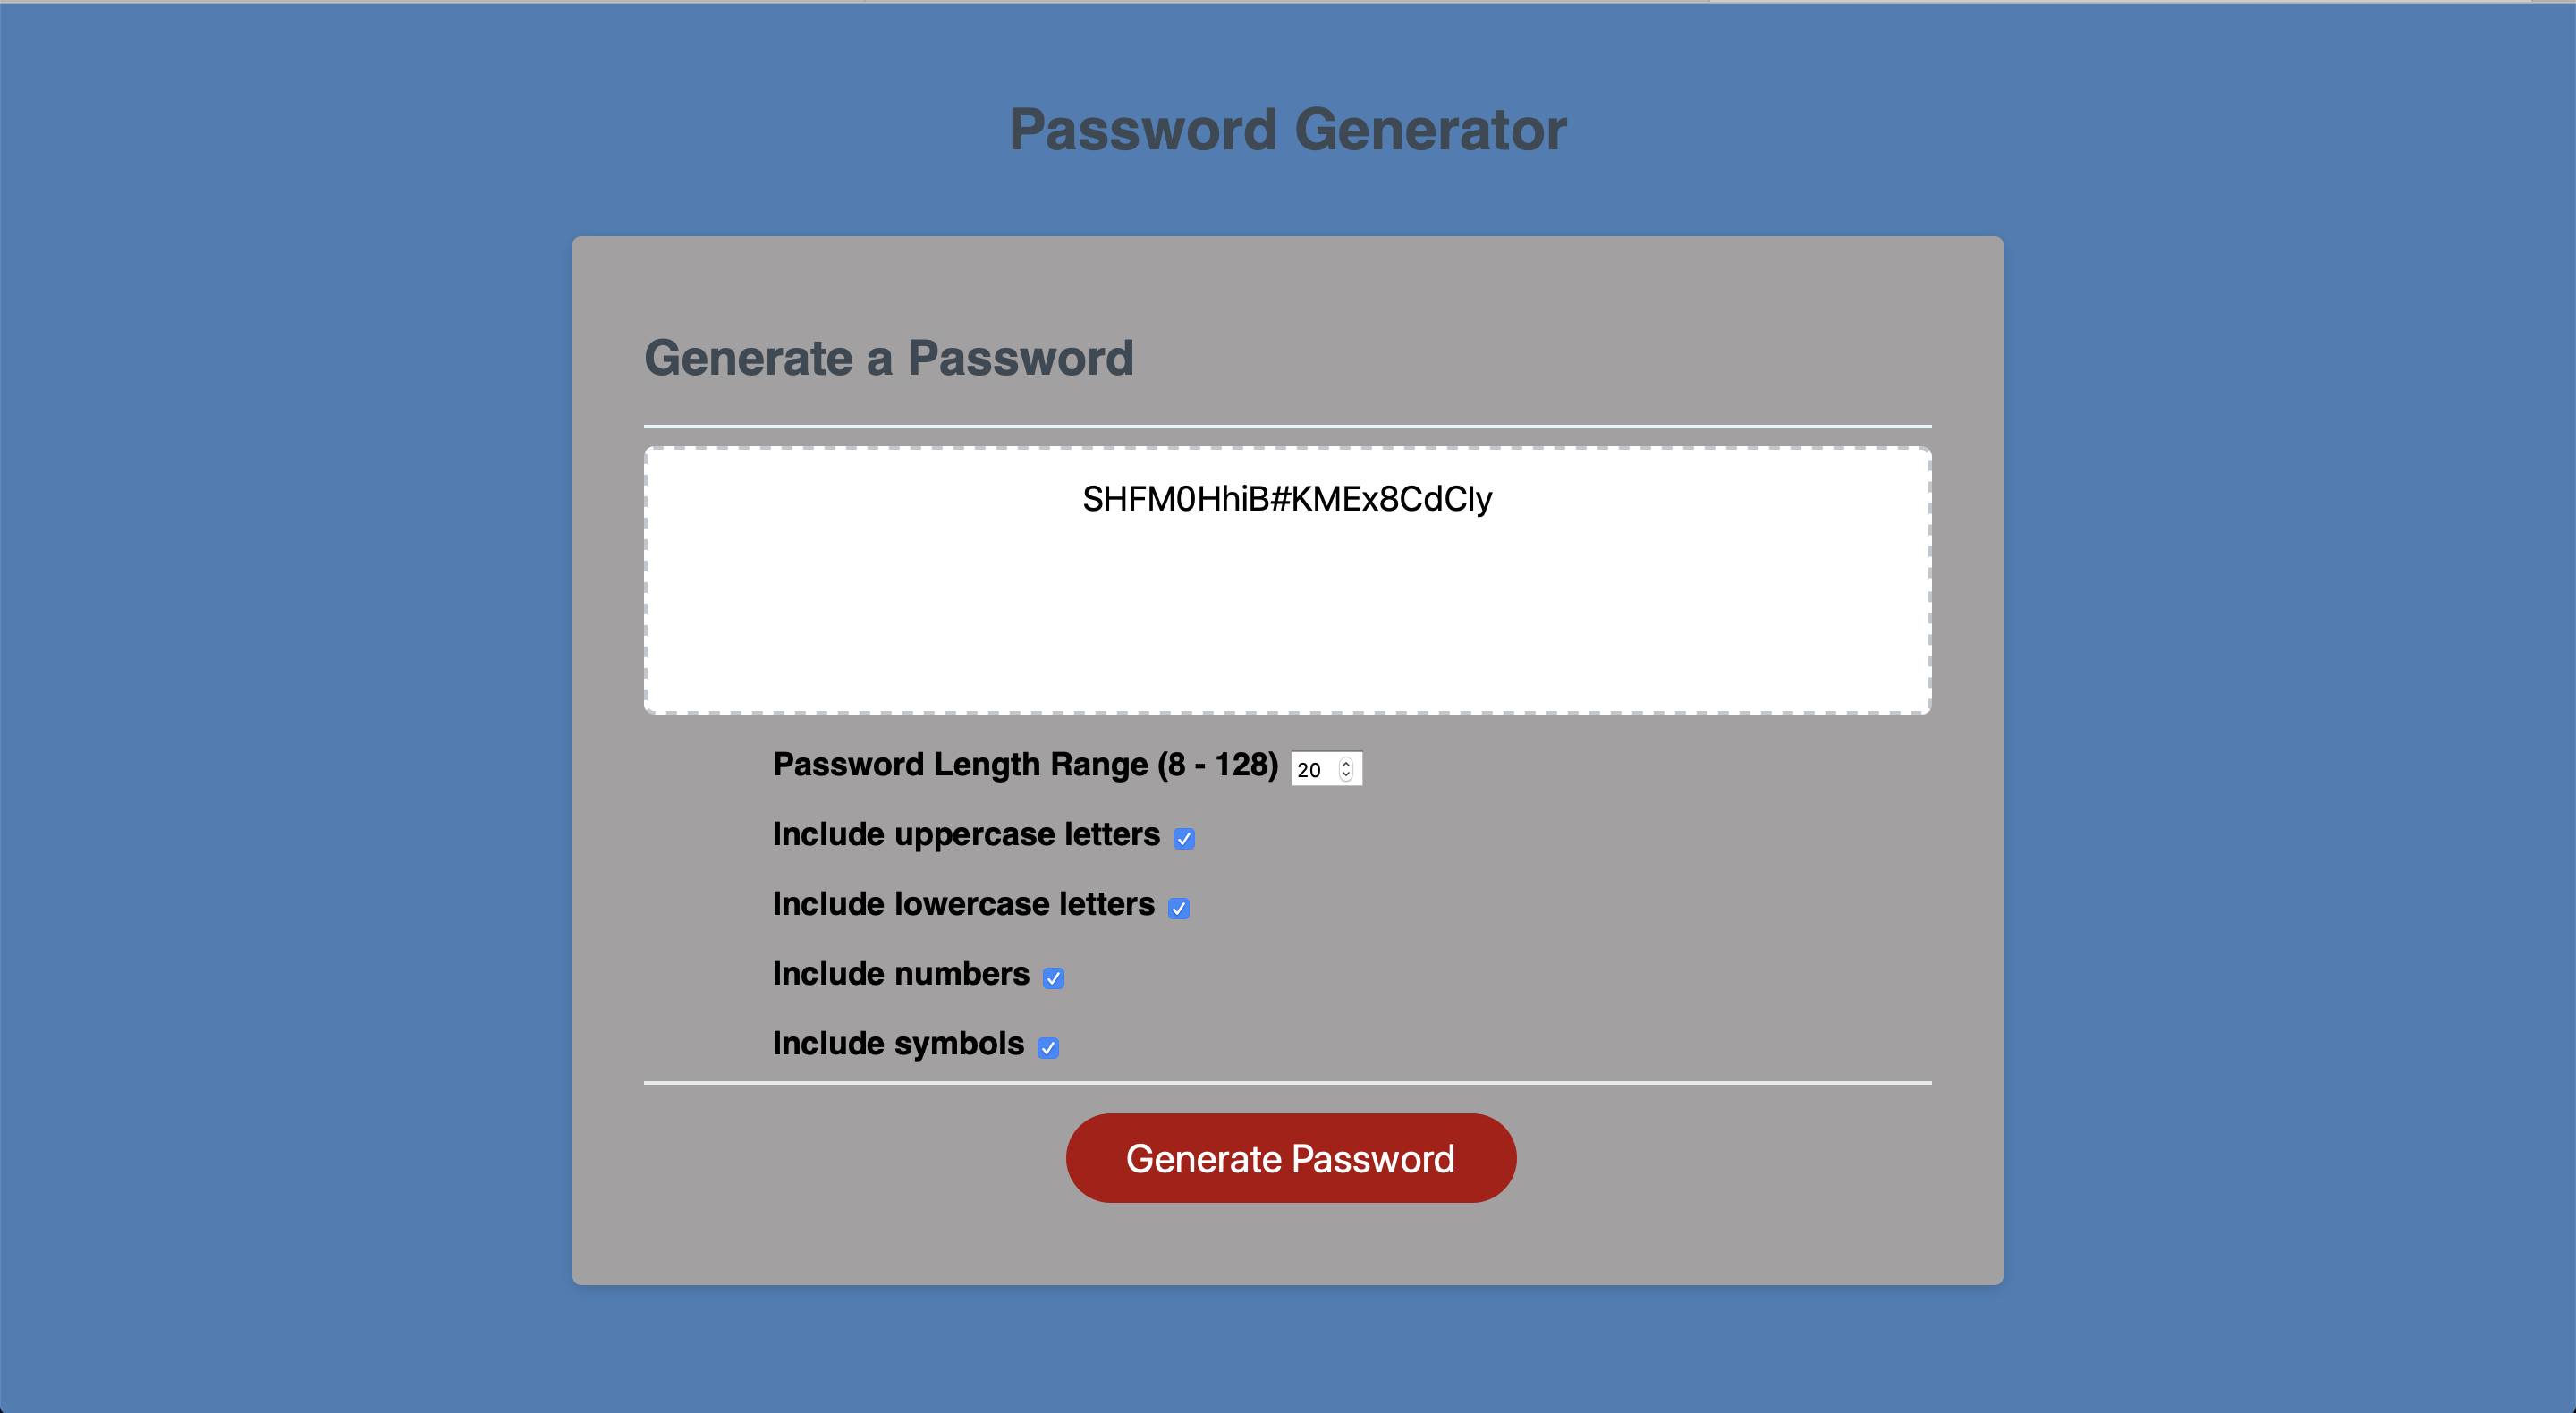 Password Generator
Generate a Password
SHFM0HhiB#KMEx8CdCly
Password Length Range (8 - 128) 20
Include uppercase letters
Include lowercase letters
Include numbers
Include symbols
Generate Password